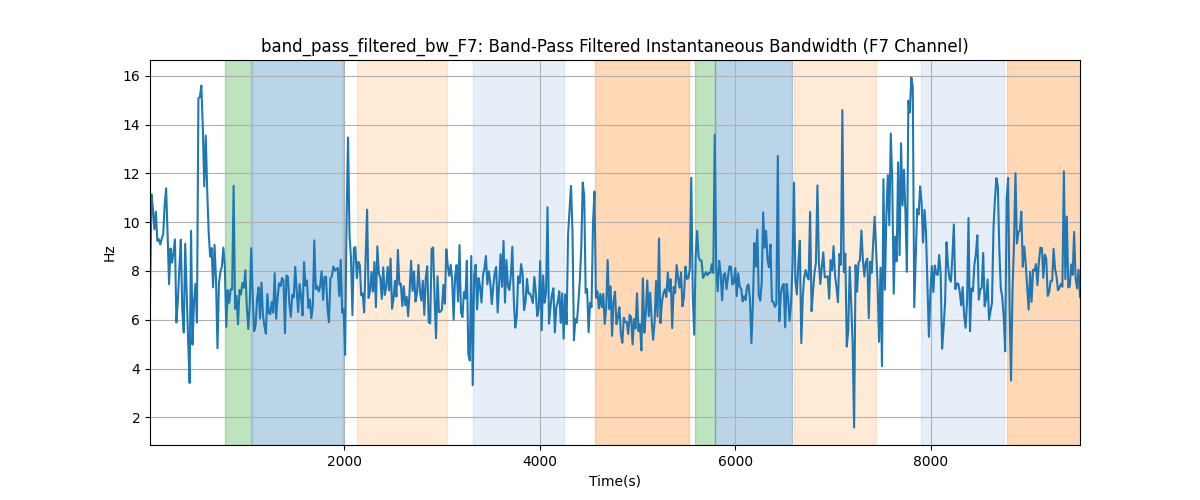 band_pass_filtered_bw_F7: Band-Pass Filtered Instantaneous Bandwidth (F7 Channel)
16
14
12
10
8
6
4
2
Hz
2000 4000 6000 8000
Time(s)